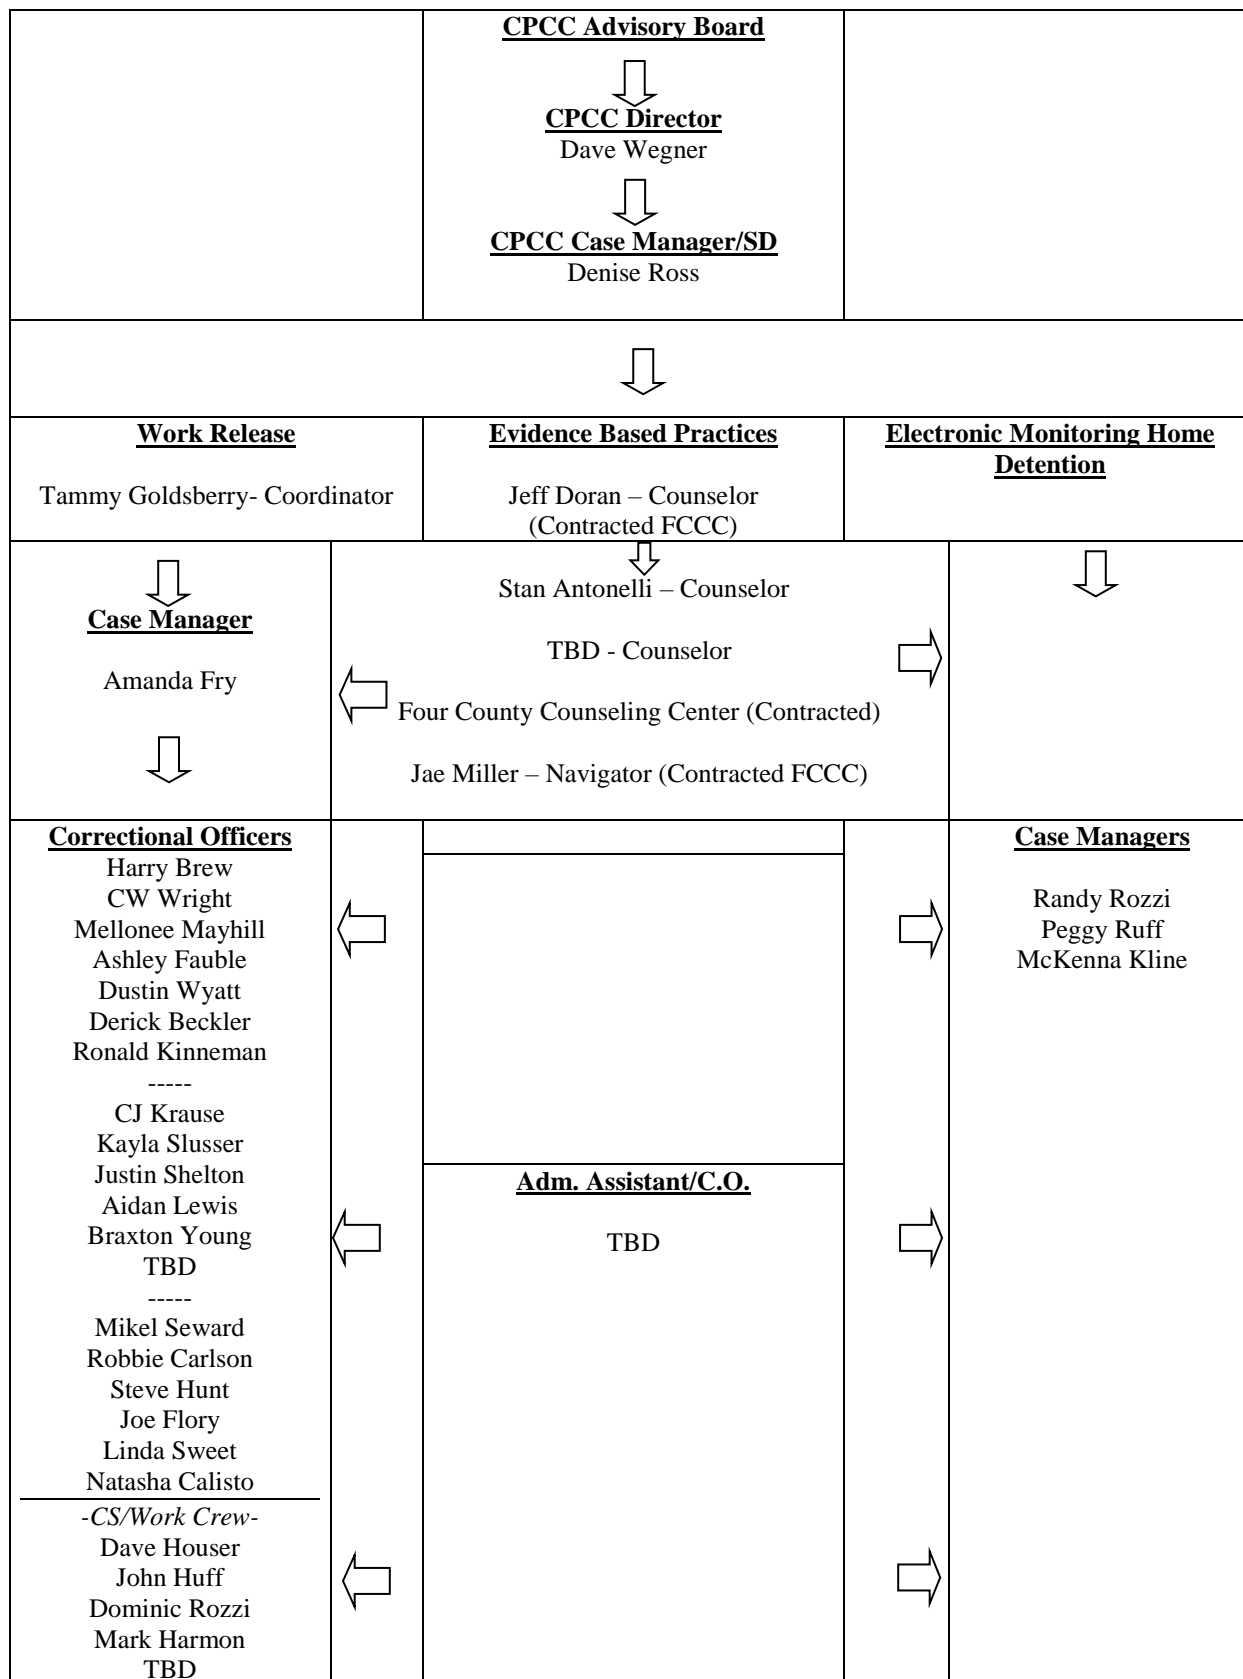 CPCC Advisory Board
CPCC Director
Dave Wegner
CPCC Case Manager/SD
Denise Ross
Work Release
Tammy Goldsberry- Coordinator
Evidence Based Practices
Jeff Doran – Counselor
(Contracted FCCC)
Electronic Monitoring Home
Detention
Case Manager
Amanda Fry
Stan Antonelli – Counselor
TBD - Counselor
Four County Counseling Center (Contracted)
Jae Miller – Navigator (Contracted FCCC)
Correctional Officers
Harry Brew
CW Wright
Mellonee Mayhill
Ashley Fauble
Dustin Wyatt
Derick Beckler
Ronald Kinneman
-----
CJ Krause
Kayla Slusser
Justin Shelton
Aidan Lewis
Braxton Young
TBD
-----
Mikel Seward
Robbie Carlson
Steve Hunt
Joe Flory
Linda Sweet
Natasha Calisto
-CS/Work Crew-
Dave Houser
John Huff
Dominic Rozzi
Mark Harmon
TBD
Adm. Assistant/C.O.
TBD
Case Managers
Randy Rozzi
Peggy Ruff
McKenna Kline